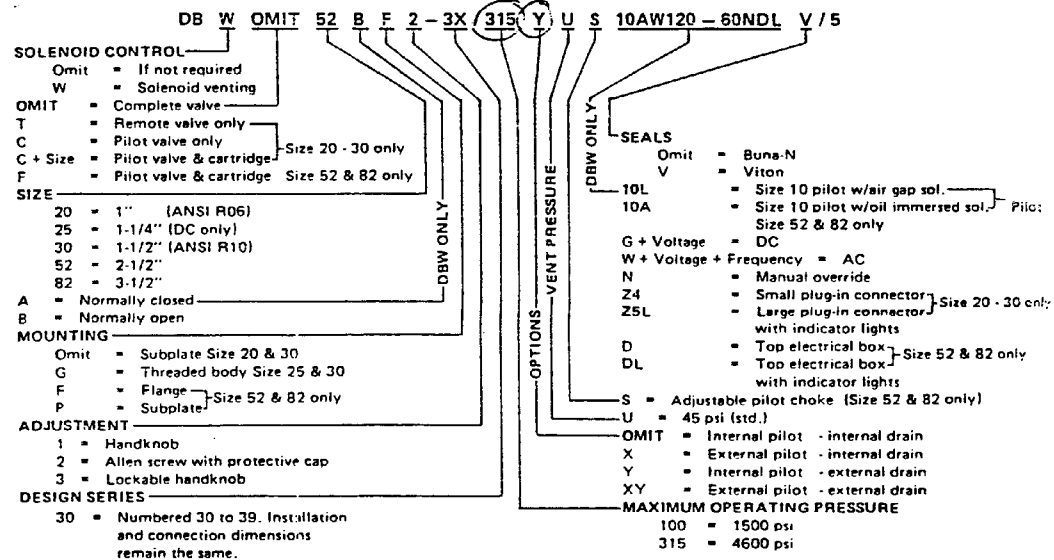 DB W OMIT 52 B F 2 - 3X 315 Y U S 10AW120 - 60NDL V / 5
SOLENOID CONTROL
Omit = If not required
W = Solenoid venting
OMIT = Complete valve
T = Remote valve only
C = Pilot valve only
C + Size = Pilot valve & cartridge
Size 20 - 30 only
F = Pilot valve & cartridge Size 52 & 82 only
SIZE
20 = 1" (ANSI R06)
25 = 1-1/4" (DC only)
30 = 1-1/2" (ANSI R10)
52 = 2-1/2"
82 = 3-1/2"
A = Normally closed
B = Normally open
DBW ONLY
MOUNTING
Omit = Subplate Size 20 & 30
G = Threaded body Size 25 & 30
F = Flange
P = Subplate
Size 52 & 82 only
ADJUSTMENT
1 = Handknob
2 = Allen screw with protective cap
3 = Lockable handknob
DESIGN SERIES
30 = Numbered 30 to 39. Installation
and connection dimensions
remain the same.
OPTIONS
VENT PRESSURE
DBW ONLY
SEALS
Omit = Buna-N
V = Viton
10L = Size 10 pilot w/air gap sol.
10A = Size 10 pilot w/oil immersed sol.
Pilot
Size 52 & 82 only
G + Voltage = DC
W + Voltage + Frequency = AC
N = Manual override
Z4 = Small plug-in connector
Z5L = Large plug-in connector
Size 20 - 30 only
with indicator lights
D = Top electrical box
DL = Top electrical box
Size 52 & 82 only
with indicator lights
S = Adjustable pilot choke (Size 52 & 82 only)
U = 45 psi (std.)
OMIT = Internal pilot - internal drain
X = External pilot - internal drain
Y = Internal pilot - external drain
XY = External pilot - external drain
MAXIMUM OPERATING PRESSURE
100 = 1500 psi
315 = 4600 psi